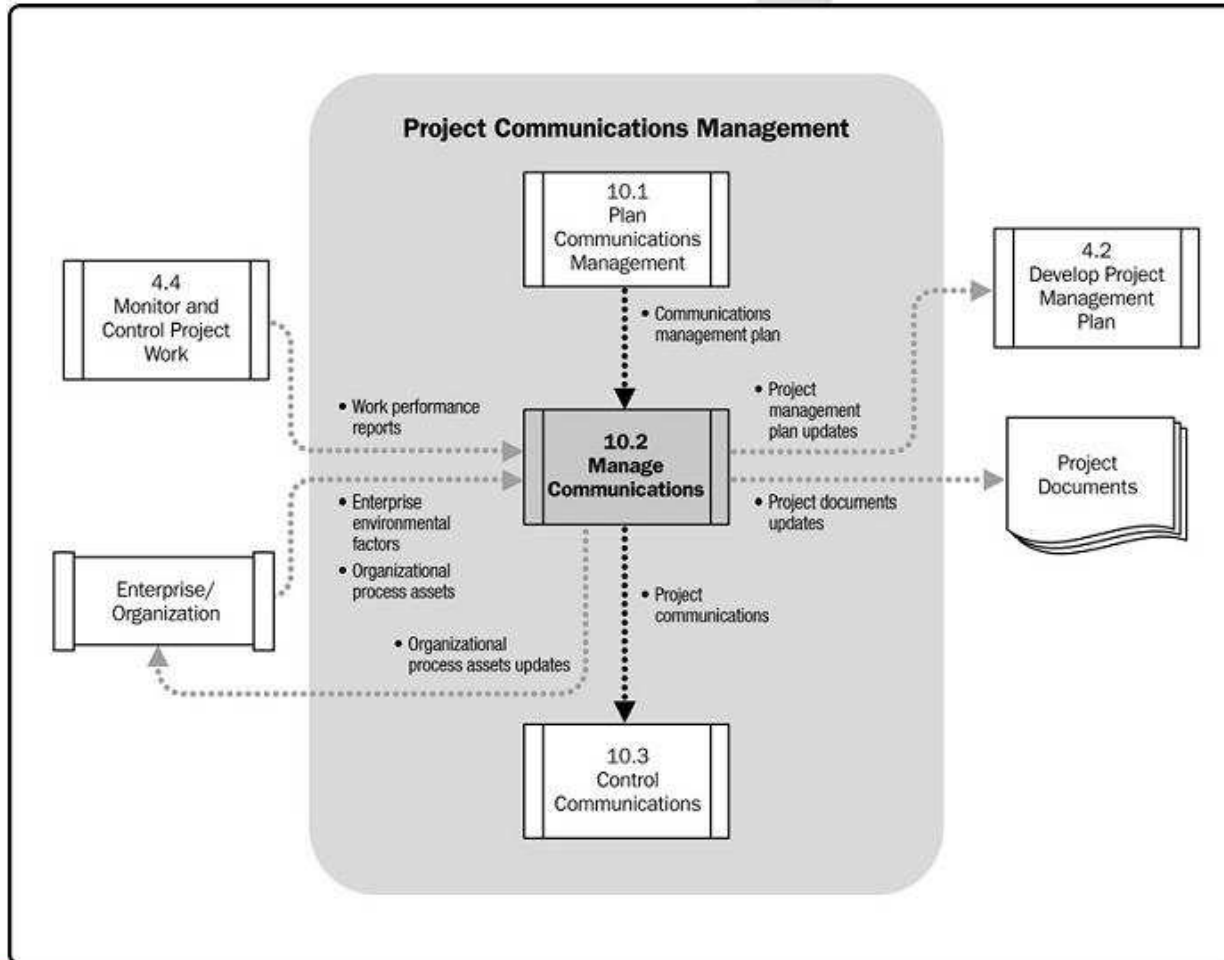 Project Communications Management
10.1
Plan
Communications
Management
4.4
Monitor and
Control Project
Work
4.2
Develop Project
Management
Plan
• Communications
management plan
• Work performance
reports
• Project
management
plan updates
10.2
Manage
Communications
Project
Documents
• Enterprise
environmental
factors
• Organizational
process assets
• Project documents
updates
Enterprise/
Organization
• Project
communications
• Organizational
process assets updates
10.3
Control
Communications